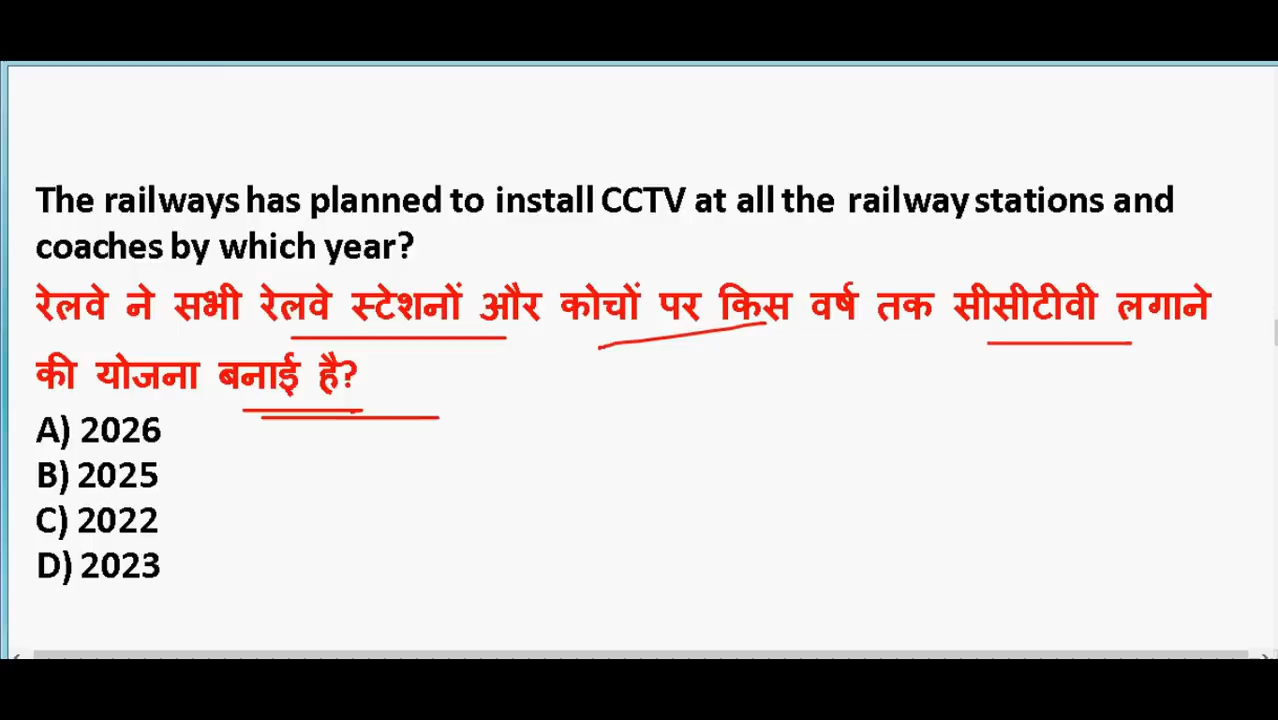 The railways has planned to install CCTV at all the railway stations and
coaches by which year?
रेलवे ने सभी रेलवे स्टेशनों और कोचों पर किस वर्ष तक सीसीटीवी लगाने
की योजना बनाई है?
A) 2026
B) 2025
C) 2022
D) 2023